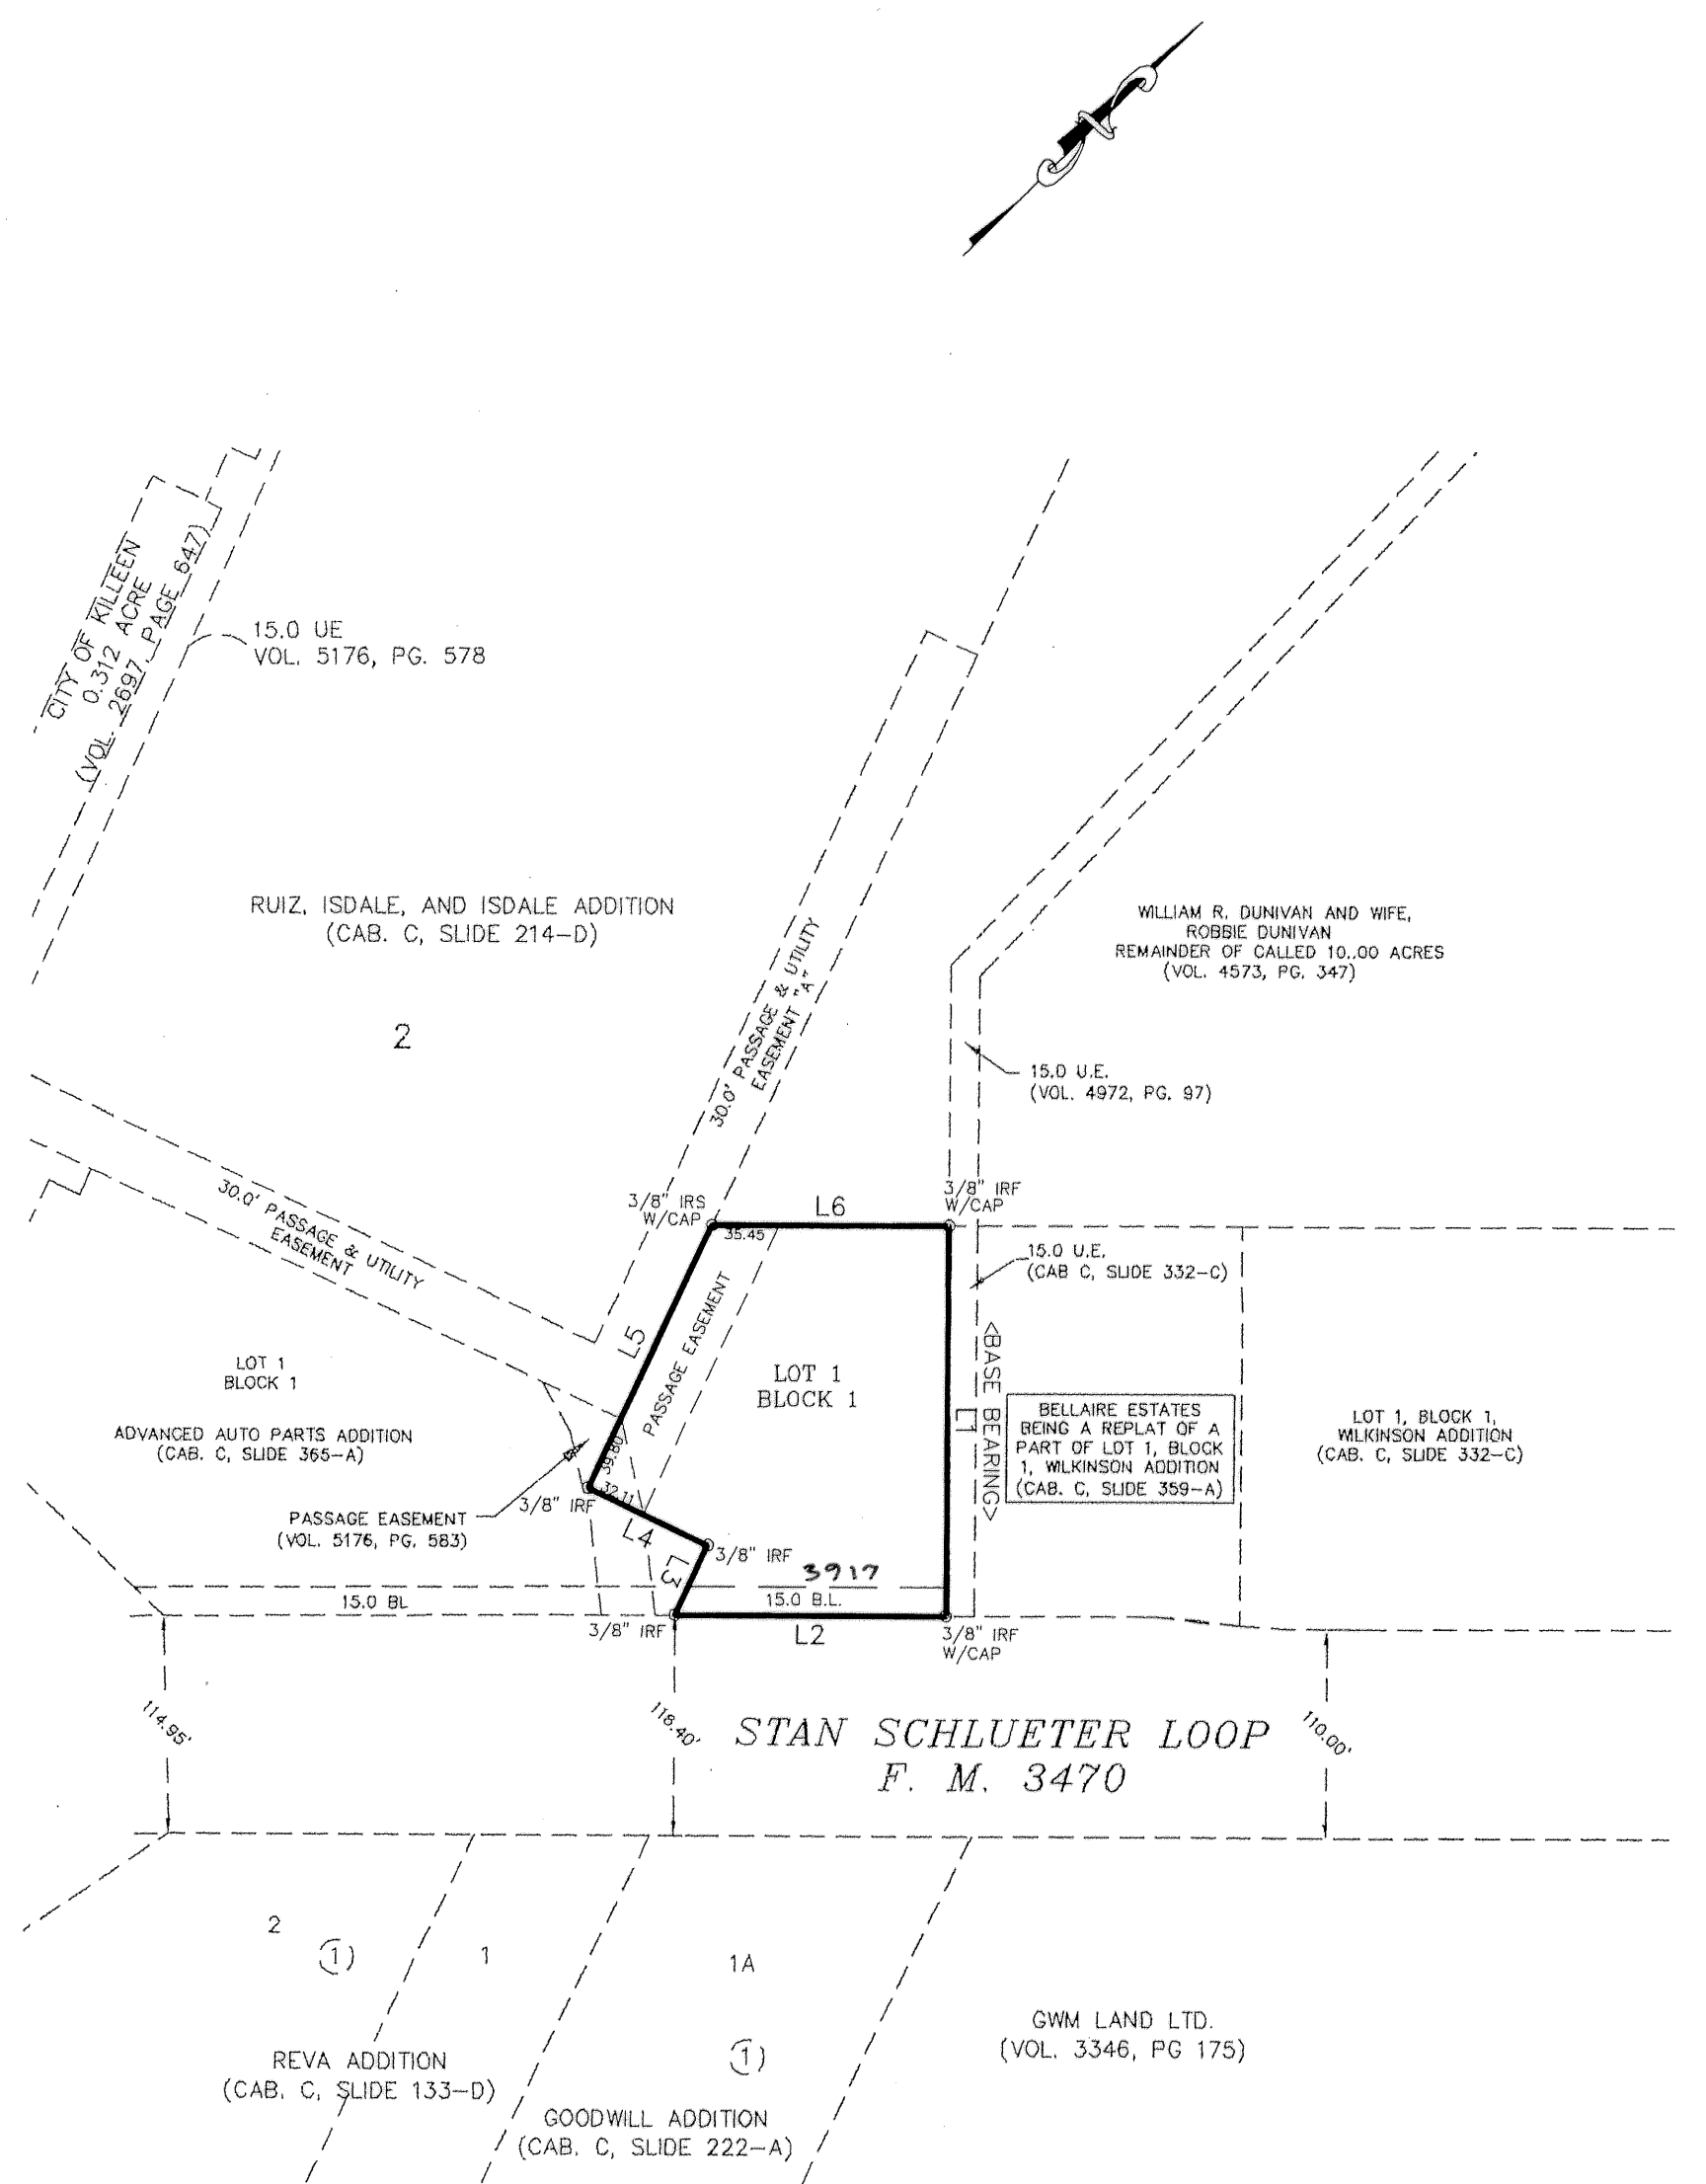 CITY OF KILLEEN
0.312 ACRE
(VOL. 2697, PAGE 647)
15.0 UE
VOL. 5176, PG. 578
RUIZ, ISDALE, AND ISDALE ADDITION
(CAB. C, SLIDE 214-D)
2
30.0' PASSAGE & UTILITY
EASEMENT "A"
WILLIAM R. DUNIVAN AND WIFE,
ROBBIE DUNIVAN
REMAINDER OF CALLED 10..00 ACRES
(VOL. 4573, PG. 347)
15.0 U.E.
(VOL. 4972, PG. 97)
30.0' PASSAGE & UTILITY
EASEMENT
3/8" IRS
W/CAP
L6
35.45
3/8" IRF
W/CAP
15.0 U.E.
(CAB C, SLIDE 332-C)
L5
PASSAGE EASEMENT
LOT 1
BLOCK 1
<BASE BEARING>
LOT 1
BLOCK 1
ADVANCED AUTO PARTS ADDITION
(CAB. C, SLIDE 365-A)
BELLAIRE ESTATES
BEING A REPLAT OF A
PART OF LOT 1, BLOCK
1, WILKINSON ADDITION
(CAB. C, SLIDE 359-A)
LOT 1, BLOCK 1,
WILKINSON ADDITION
(CAB. C, SLIDE 332-C)
39.80
32.11
3/8" IRF
PASSAGE EASEMENT
(VOL. 5176, PG. 583)
L4
3/8" IRF
L3
3917
15.0 BL
15.0 B.L.
3/8" IRF
L2
3/8" IRF
W/CAP
114.95'
118.40'
STAN SCHLUETER LOOP
F. M. 3470
110.00'
2
1
1
1A
REVA ADDITION
(CAB. C, SLIDE 133-D)
1
GOODWILL ADDITION
(CAB. C, SLIDE 222-A)
GWM LAND LTD.
(VOL. 3346, PG 175)